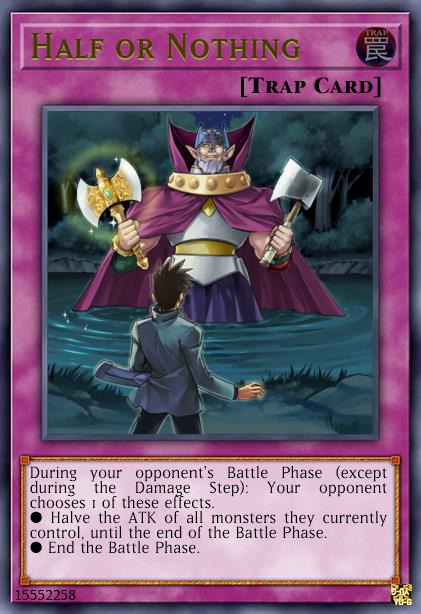 Half or Nothing
TRAP
罠
[Trap Card]
During your opponent's Battle Phase (except
during the Damage Step): Your opponent
chooses 1 of these effects.
● Halve the ATK of all monsters they currently
control, until the end of the Battle Phase.
● End the Battle Phase.
15552258